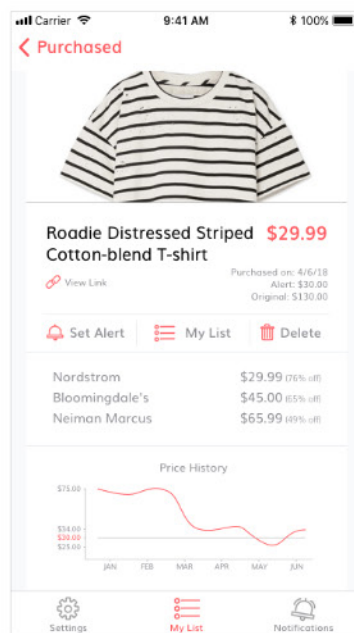 Carrier 9:41 AM 100%
Purchased
Roadie Distressed Striped $29.99
Cotton-blend T-shirt
View Link
Purchased on: 4/6/18
Alert: $30.00
Original: $130.00
Set Alert My List Delete
Nordstrom $29.99 (76% off)
Bloomingdale's $45.00 (65% off)
Neiman Marcus $65.99 (49% off)
Price History
$75.00
$34.00
$30.00
$25.00
JAN FEB MAR APR MAY JUN
Settings My List Notifications